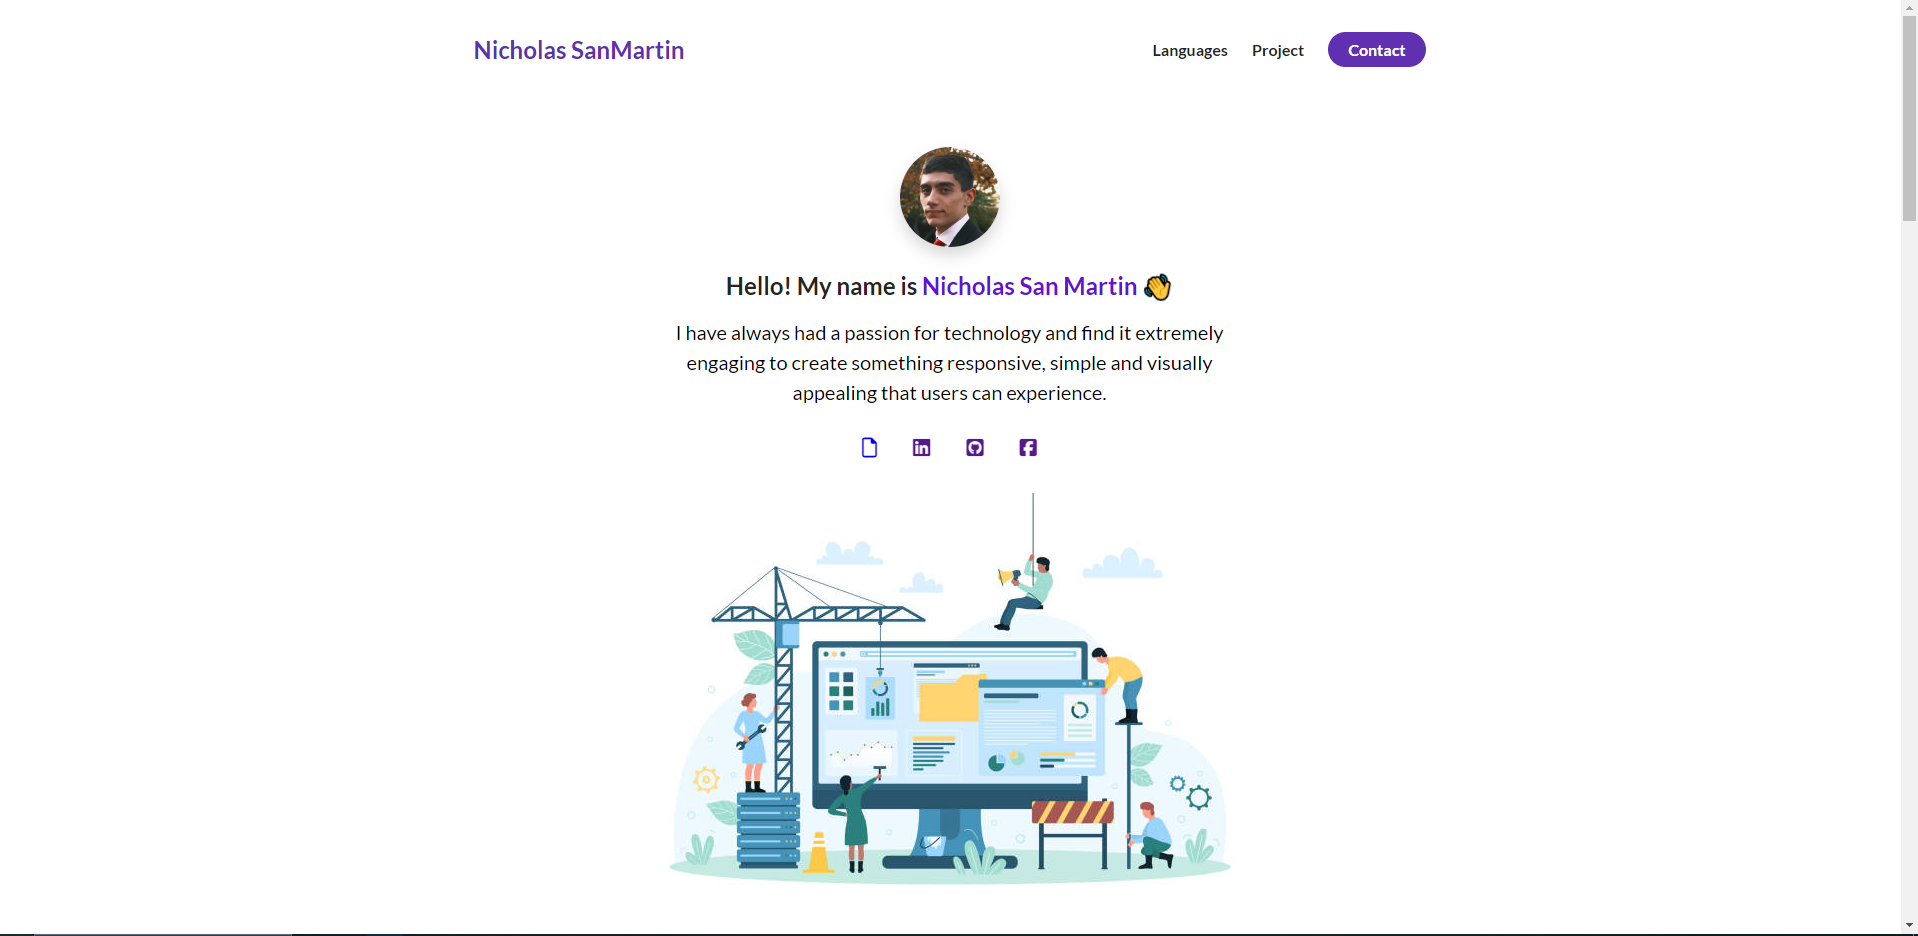 Nicholas SanMartin
Languages Project Contact
Hello! My name is Nicholas San Martin 👋
I have always had a passion for technology and find it extremely
engaging to create something responsive, simple and visually
appealing that users can experience.